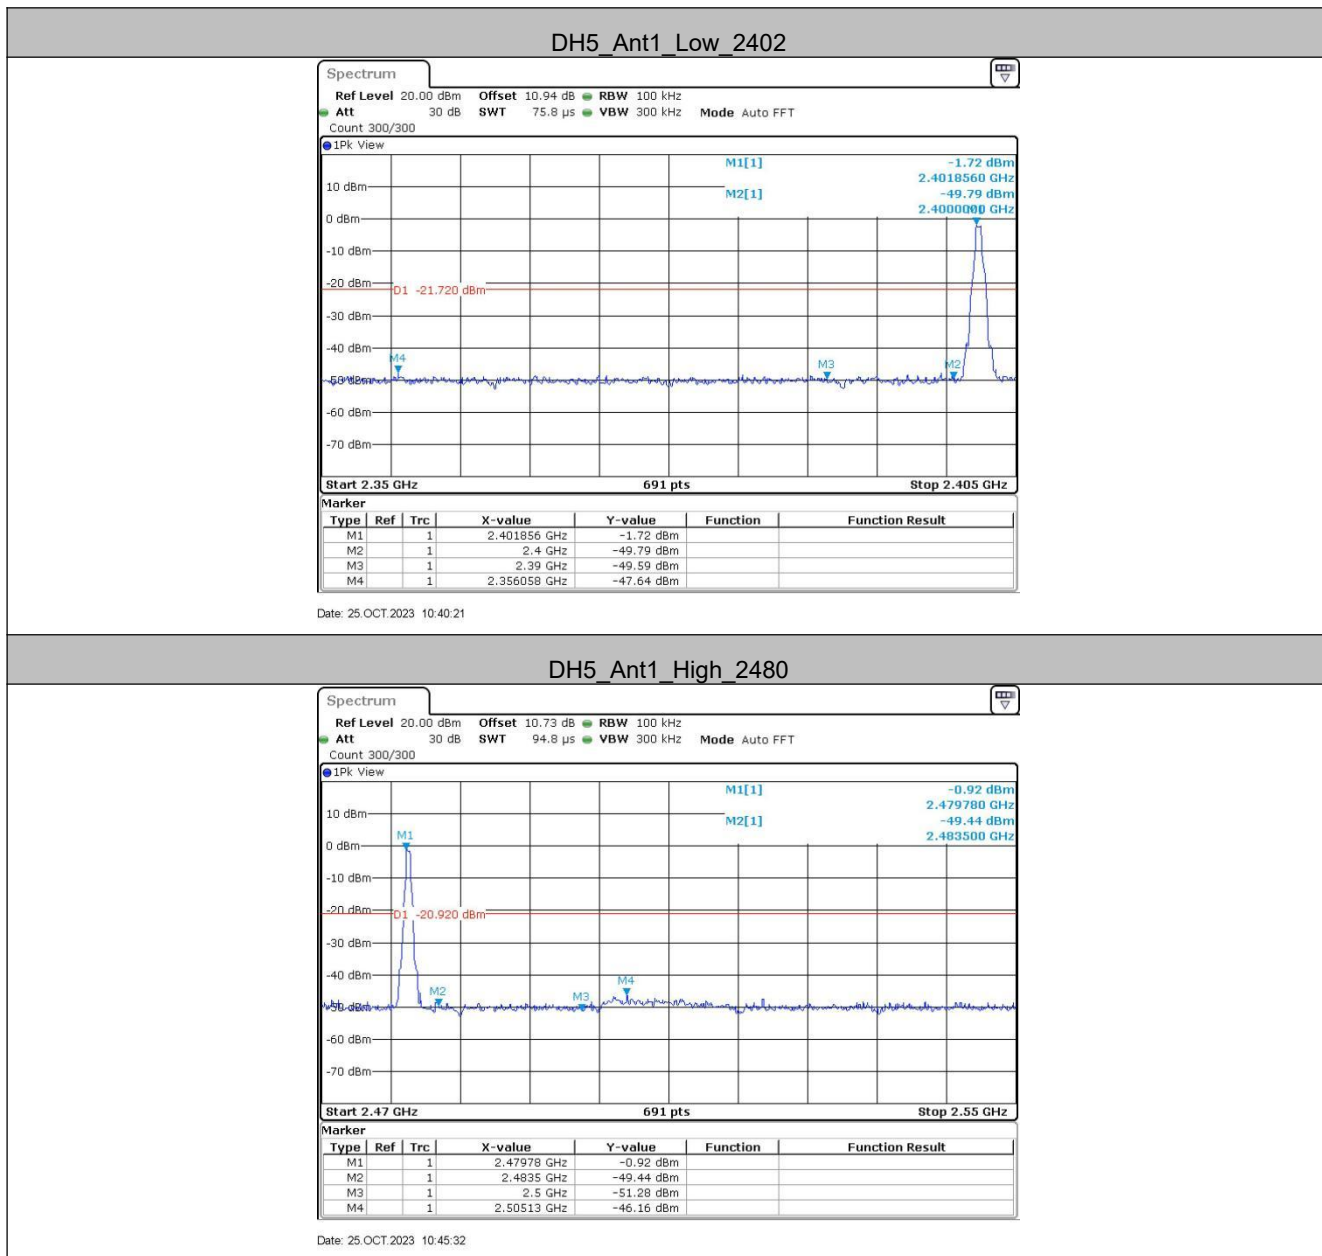 DH5_Ant1_Low_2402
Spectrum
Ref Level 20.00 dBm Offset 10.94 dB RBW 100 kHz
Att 30 dB SWT 75.8 µs VBW 300 kHz Mode Auto FFT
Count 300/300
1Pk View
M1[1] -1.72 dBm
2.4018560 GHz
10 dBm
M2[1] -49.79 dBm
2.4000000 GHz
0 dBm
-10 dBm
-20 dBm
D1 -21.720 dBm
-30 dBm
-40 dBm
M4 M3 M2
-50 dBm
-60 dBm
-70 dBm
Start 2.35 GHz 691 pts Stop 2.405 GHz
Marker
Type Ref Trc X-value Y-value Function Function Result
M1 1 2.401856 GHz -1.72 dBm
M2 1 2.4 GHz -49.79 dBm
M3 1 2.39 GHz -49.59 dBm
M4 1 2.356058 GHz -47.64 dBm
Date: 25.OCT.2023 10:40:21
DH5_Ant1_High_2480
Spectrum
Ref Level 20.00 dBm Offset 10.73 dB RBW 100 kHz
Att 30 dB SWT 94.8 µs VBW 300 kHz Mode Auto FFT
Count 300/300
1Pk View
M1[1] -0.92 dBm
2.479780 GHz
10 dBm
M2[1] -49.44 dBm
2.483500 GHz
M1
0 dBm
-10 dBm
-20 dBm
D1 -20.920 dBm
-30 dBm
-40 dBm
M2 M3 M4
-50 dBm
-60 dBm
-70 dBm
Start 2.47 GHz 691 pts Stop 2.55 GHz
Marker
Type Ref Trc X-value Y-value Function Function Result
M1 1 2.47978 GHz -0.92 dBm
M2 1 2.4835 GHz -49.44 dBm
M3 1 2.5 GHz -51.28 dBm
M4 1 2.50513 GHz -46.16 dBm
Date: 25.OCT.2023 10:45:32